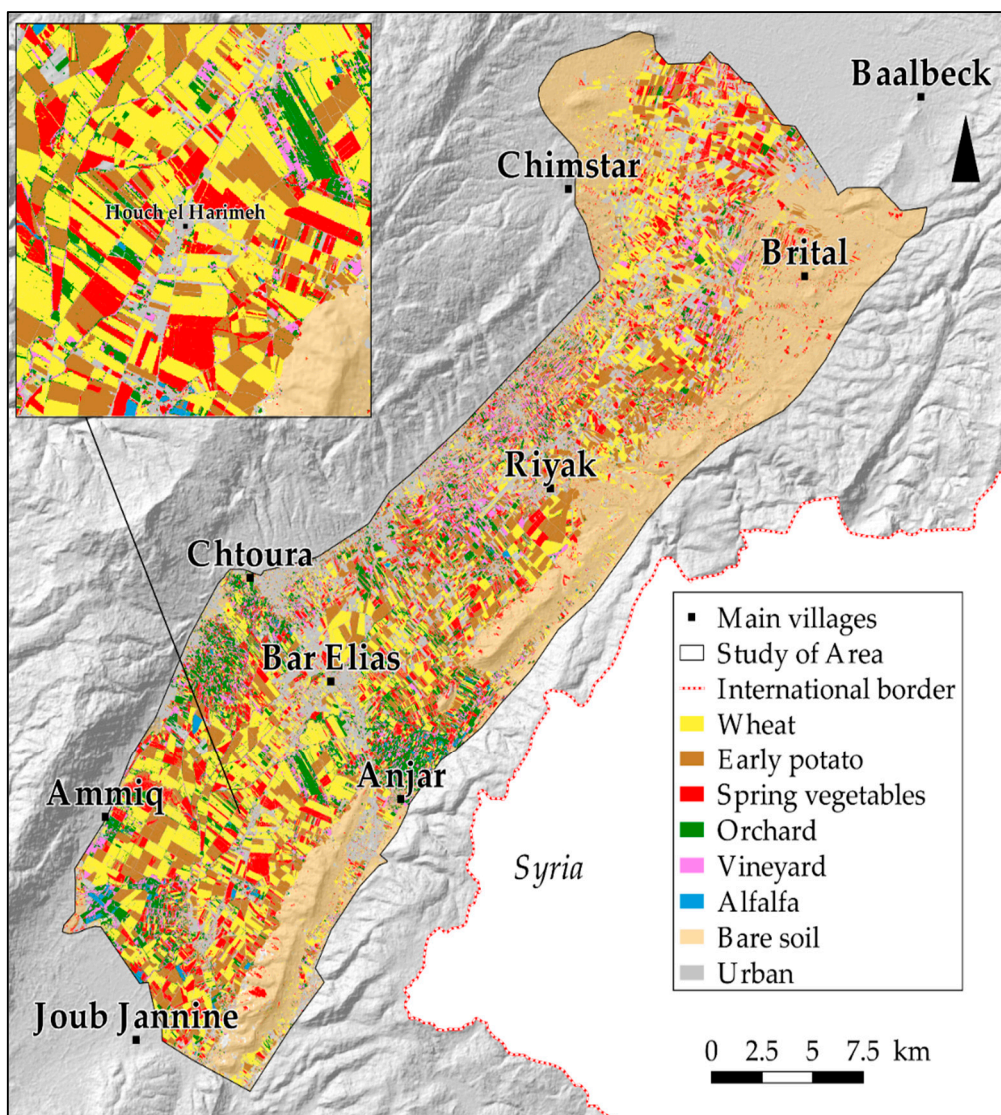 Baalbeck
Chimstar
Houch el Harimeh
Brital
Riyak
Chtoura
Bar Elias
Anjar
Ammiq
Syria
Joub Jannine
Main villages
Study of Area
International border
Wheat
Early potato
Spring vegetables
Orchard
Vineyard
Alfalfa
Bare soil
Urban
0 2.5 5 7.5 km